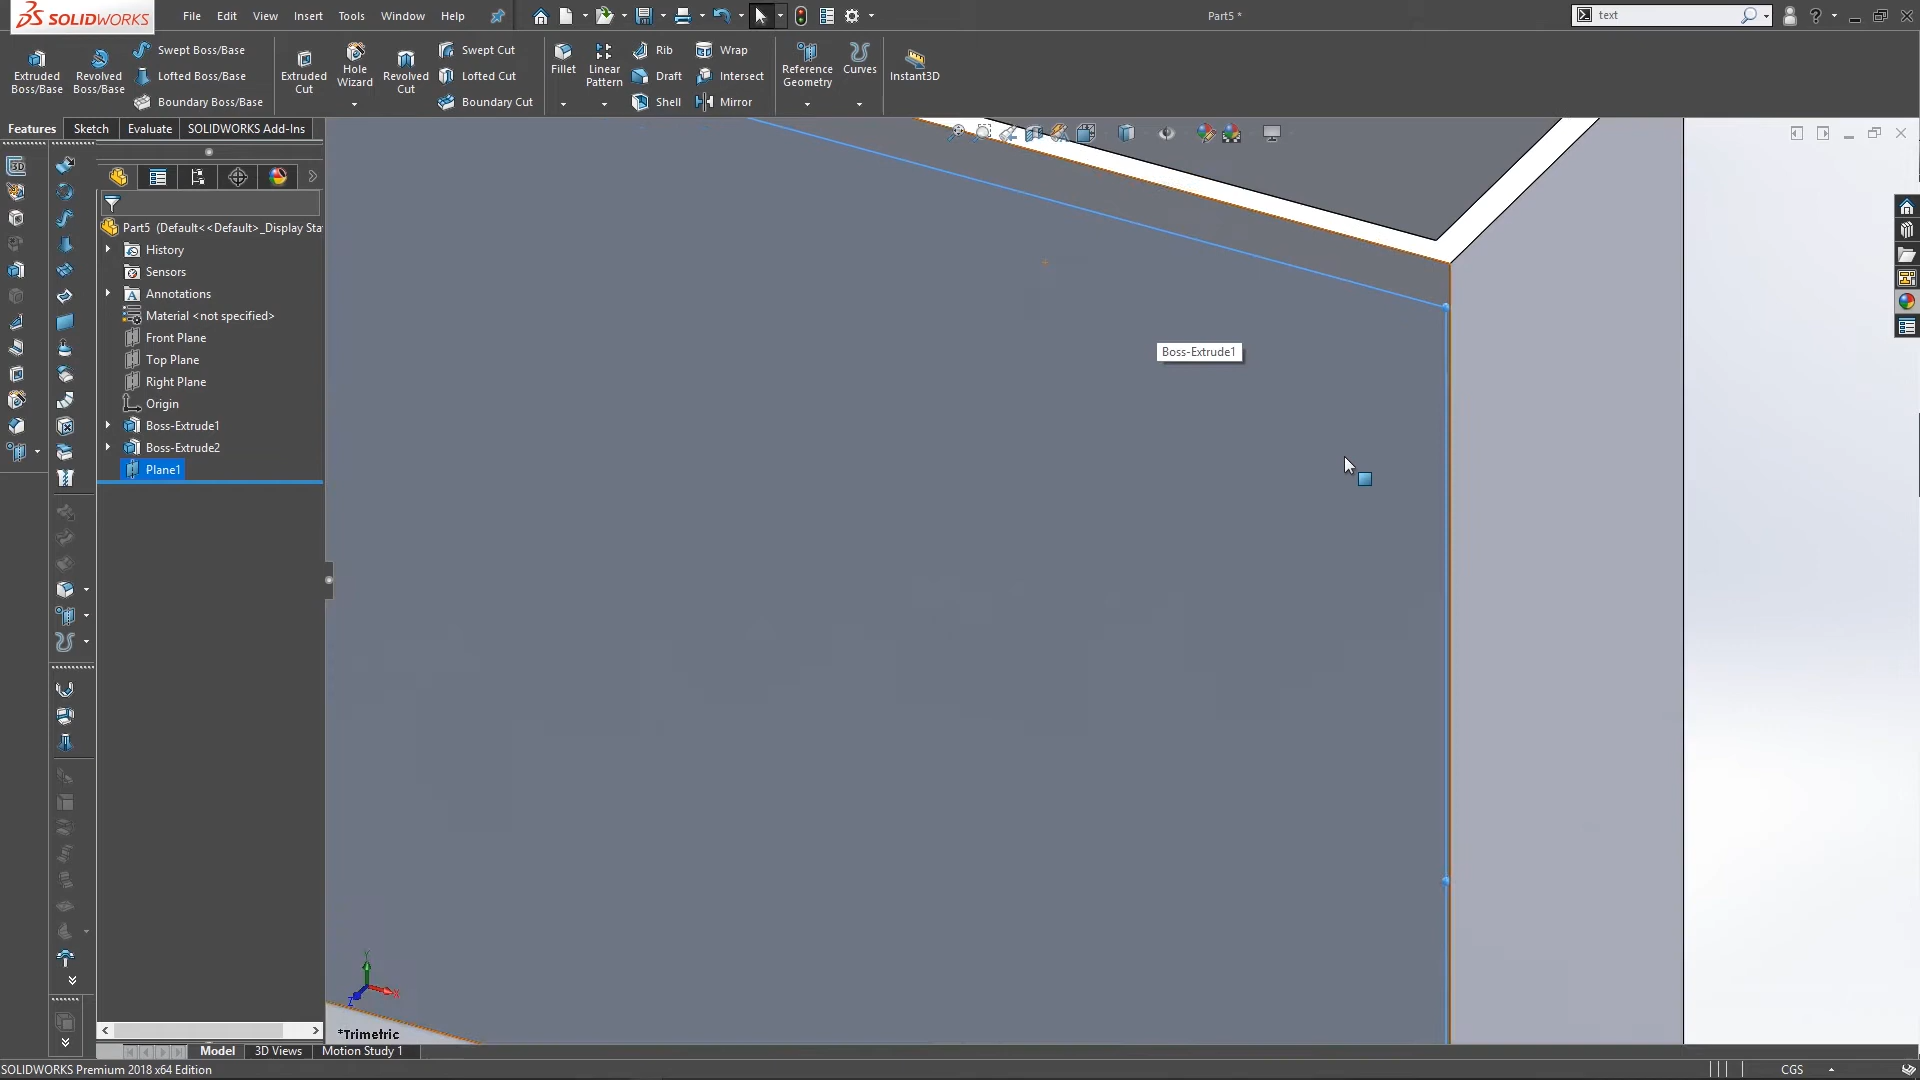 SOLIDWORKS
File Edit View Insert Tools Window Help
Part5 *
text
Extruded Boss/Base
Revolved Boss/Base
Swept Boss/Base
Lofted Boss/Base
Boundary Boss/Base
Extruded Cut
Hole Wizard
Revolved Cut
Swept Cut
Lofted Cut
Boundary Cut
Fillet
Linear Pattern
Rib
Draft
Shell
Wrap
Intersect
Mirror
Reference Geometry
Curves
Instant3D
Features Sketch Evaluate SOLIDWORKS Add-Ins
Part5 (Default<<Default>_Display Sta
History
Sensors
Annotations
Material <not specified>
Front Plane
Top Plane
Right Plane
Origin
Boss-Extrude1
Boss-Extrude2
Plane1
Boss-Extrude1
Y
X
Z
*Trimetric
Model 3D Views Motion Study 1
SOLIDWORKS Premium 2018 x64 Edition
CGS